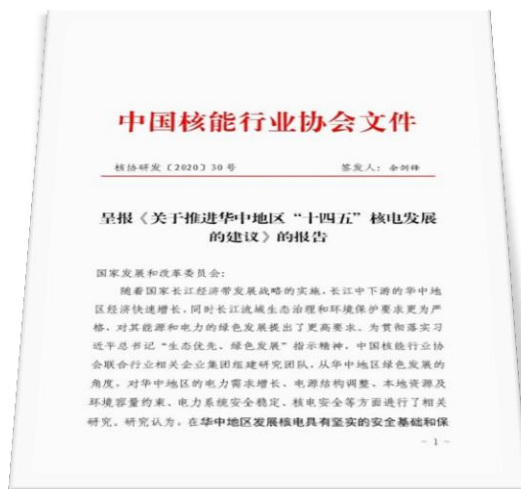 中国核能行业协会文件
核协研发〔2020〕30号 签发人：余剑锋
呈报《关于推进华中地区“十四五”核电发展
的建议》的报告
国家发展和改革委员会：
随着国家长江经济带发展战略的实施，长江中下游的华中地
区经济快速增长，同时长江流域生态治理和环境保护要求更为严
格，对其能源和电力的绿色发展提出了更高要求。为贯彻落实习
近平总书记“生态优先、绿色发展”指示精神，中国核能行业协
会联合行业相关企业集团组建研究团队，从华中地区绿色发展的
角度，对华中地区的电力需求增长、电源结构调整、本地资源及
环境容量约束、电力系统安全稳定、核电安全等方面进行了相关
研究。研究认为，在华中地区发展核电具有坚实的安全基础和保
－1－